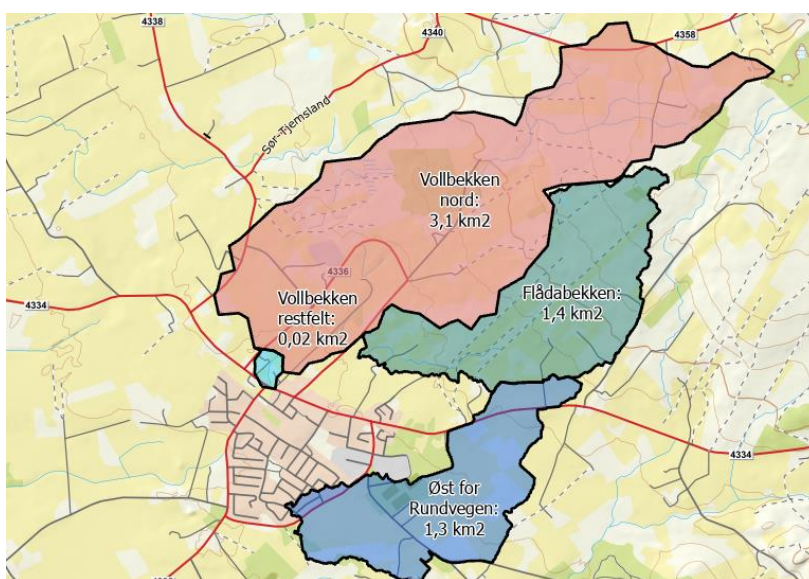 4338
4340
4358
Sør-Tjemsland
Vollbekken
nord:
3,1 km2
4336
Vollbekken
restfelt:
0,02 km2
Flådabekken:
1,4 km2
4334
4334
Øst for
Rundvegen:
1,3 km2